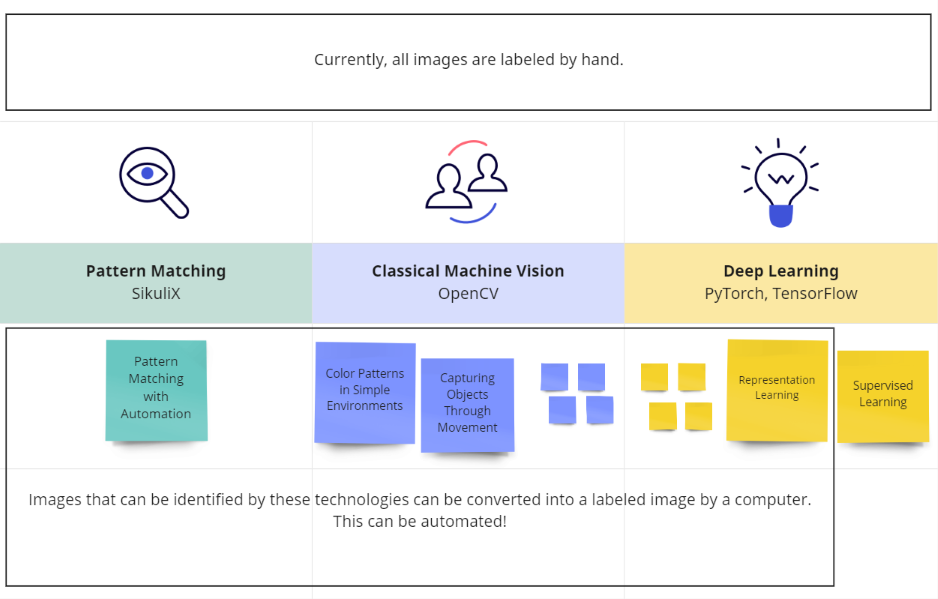 Currently, all images are labeled by hand.
Pattern Matching
SikuliX
Classical Machine Vision
OpenCV
Deep Learning
PyTorch, TensorFlow
Pattern
Matching
with
Automation
Color Patterns
in Simple
Environments
Capturing
Objects
Through
Movement
Representation
Learning
Supervised
Learning
Images that can be identified by these technologies can be converted into a labeled image by a computer.
This can be automated!